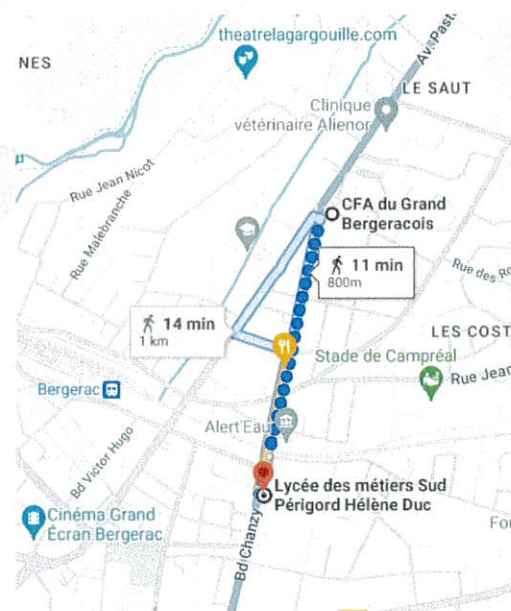 theatrelagargouille.com
NES
Av. Past
LE SAUT
Clinique
vétérinaire Alienor
Rue Jean Nicot
Rue Malebranche
CFA du Grand
Bergeracois
11 min
800m
Rue des Ro
14 min
1 km
LES COST
Stade de Campréal
Rue Jean
Bergerac
Alert'Eau
Bd Victor Hugo
Lycée des métiers Sud
Périgord Hélène Duc
Cinéma Grand
Écran Bergerac
Bd Chanzy
Fo